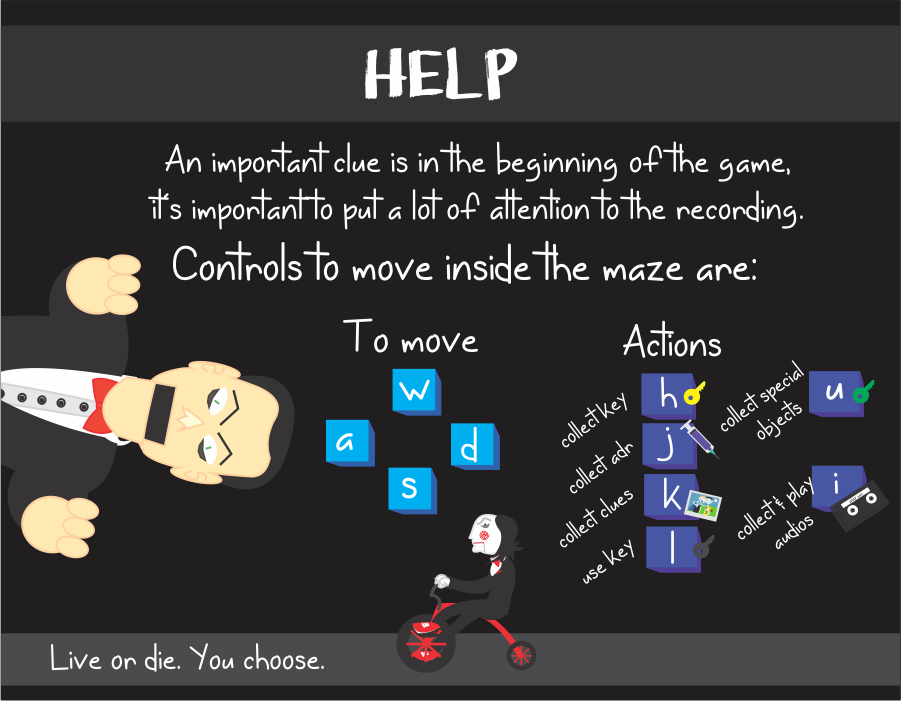 HELP
An important clue is in the beginning of the game,
it's important to put a lot of attention to the recording.
Controls to move inside the maze are:
To move
w
a
d
s
Actions
collect key
h
collect adr
j
collect clues
k
use key
l
collect special
objects
u
collect & play
audios
i
Live or die. You choose.